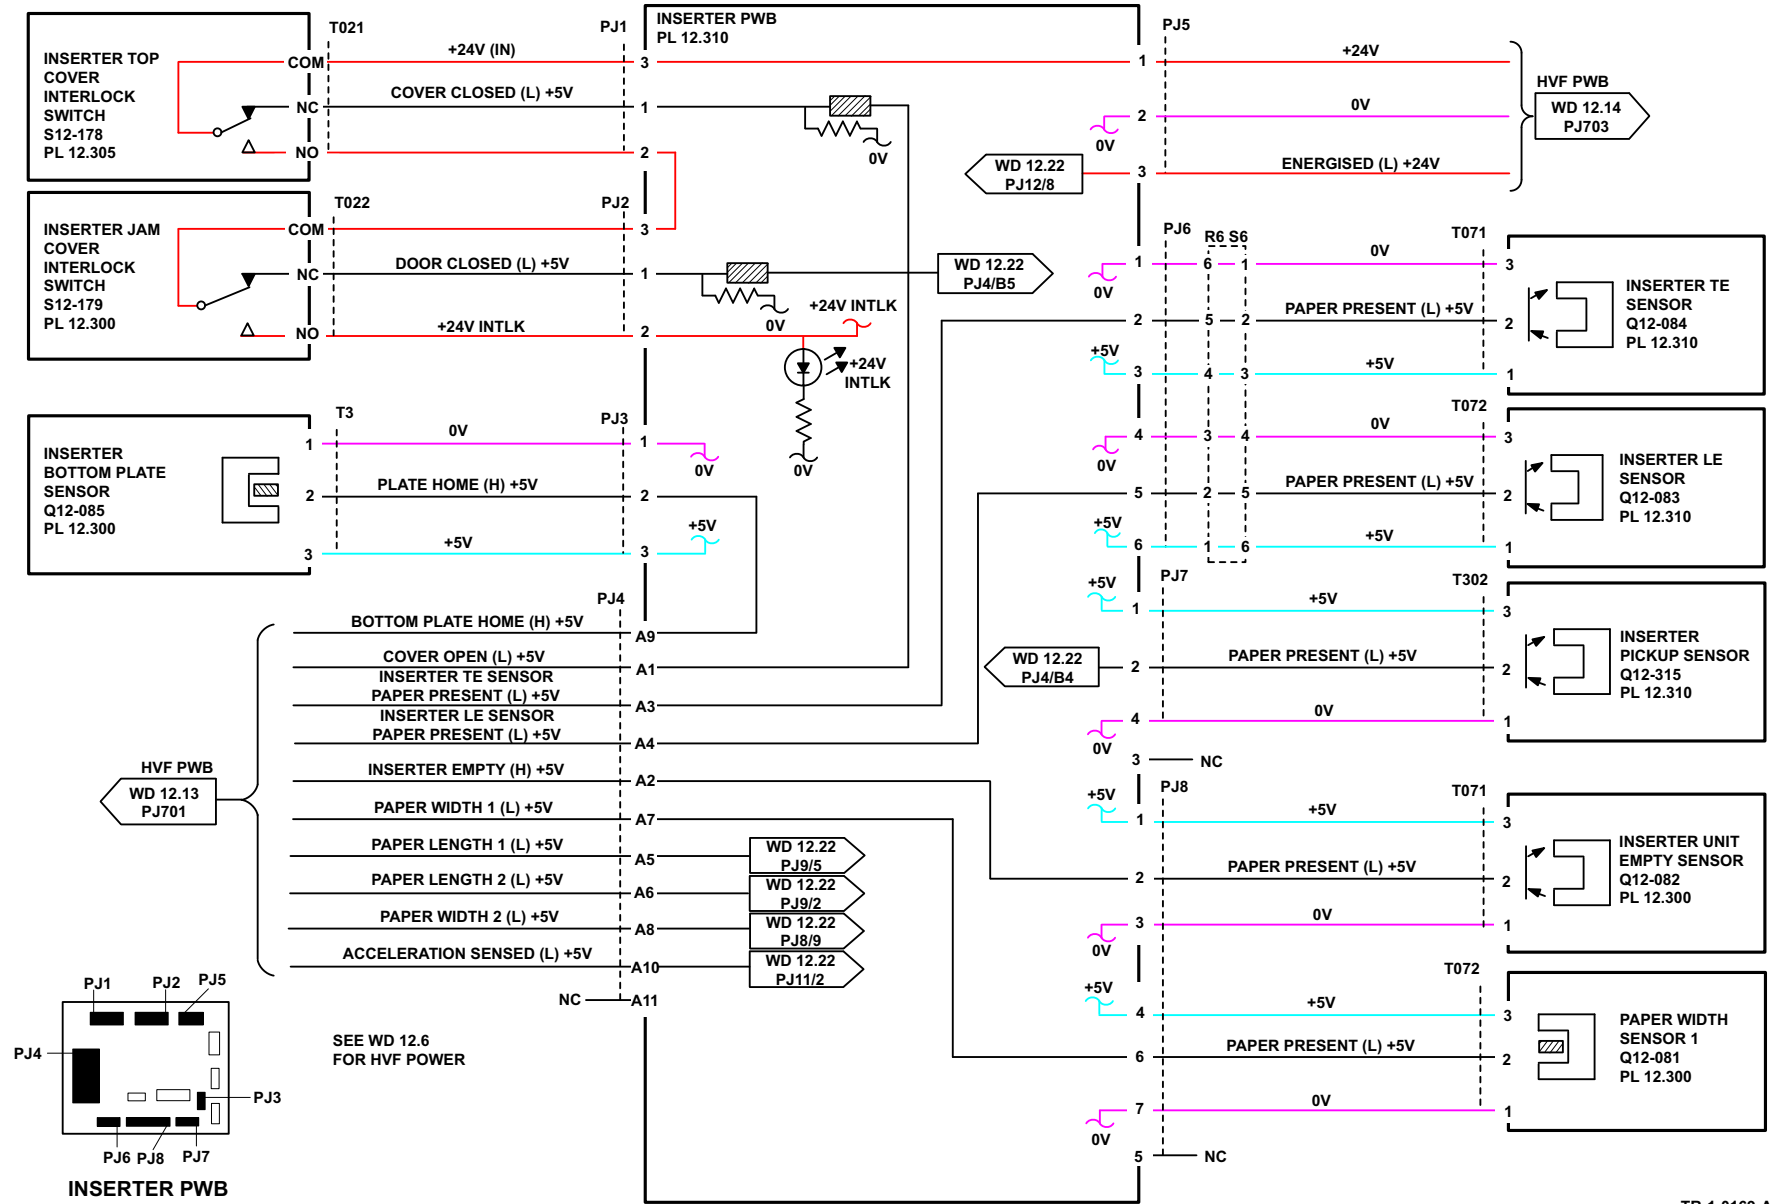 INSERTER TOP
COVER
INTERLOCK
SWITCH
S12-178
PL 12.305
COM
NC
NO
T021
+24V (IN)
COVER CLOSED (L) +5V
PJ1
3
1
2
INSERTER PWB
PL 12.310
0V
INSERTER JAM
COVER
INTERLOCK
SWITCH
S12-179
PL 12.300
COM
NC
NO
T022
DOOR CLOSED (L) +5V
+24V INTLK
PJ2
3
1
2
0V
+24V INTLK
+24V
INTLK
0V
WD 12.22
PJ4/B5
INSERTER
BOTTOM PLATE
SENSOR
Q12-085
PL 12.300
1
2
3
T3
0V
PLATE HOME (H) +5V
+5V
PJ3
1
2
3
0V
+5V
PJ4
BOTTOM PLATE HOME (H) +5V
A9
COVER OPEN (L) +5V
A1
INSERTER TE SENSOR
PAPER PRESENT (L) +5V
A3
INSERTER LE SENSOR
PAPER PRESENT (L) +5V
A4
INSERTER EMPTY (H) +5V
A2
PAPER WIDTH 1 (L) +5V
A7
PAPER LENGTH 1 (L) +5V
A5
WD 12.22
PJ9/5
PAPER LENGTH 2 (L) +5V
A6
WD 12.22
PJ9/2
PAPER WIDTH 2 (L) +5V
A8
WD 12.22
PJ8/9
ACCELERATION SENSED (L) +5V
A10
WD 12.22
PJ11/2
NC
A11
HVF PWB
WD 12.13
PJ701
SEE WD 12.6
FOR HVF POWER
PJ1
PJ2
PJ5
PJ4
PJ3
PJ6
PJ8
PJ7
INSERTER PWB
PJ5
1
+24V
2
0V
0V
3
ENERGISED (L) +24V
WD 12.22
PJ12/8
HVF PWB
WD 12.14
PJ703
PJ6
R6 S6
T071
1
6
1
0V
3
0V
2
5
2
PAPER PRESENT (L) +5V
2
+5V
3
4
3
+5V
1
INSERTER TE
SENSOR
Q12-084
PL 12.310
T072
4
3
4
0V
3
0V
5
2
5
PAPER PRESENT (L) +5V
2
+5V
6
1
6
+5V
1
INSERTER LE
SENSOR
Q12-083
PL 12.310
PJ7
T302
+5V
1
+5V
3
WD 12.22
PJ4/B4
2
PAPER PRESENT (L) +5V
2
4
0V
1
0V
3
NC
INSERTER
PICKUP SENSOR
Q12-315
PL 12.310
PJ8
T071
+5V
1
+5V
3
2
PAPER PRESENT (L) +5V
2
3
0V
1
0V
INSERTER UNIT
EMPTY SENSOR
Q12-082
PL 12.300
T072
+5V
4
+5V
3
6
PAPER PRESENT (L) +5V
2
7
0V
1
0V
5
NC
PAPER WIDTH
SENSOR 1
Q12-081
PL 12.300